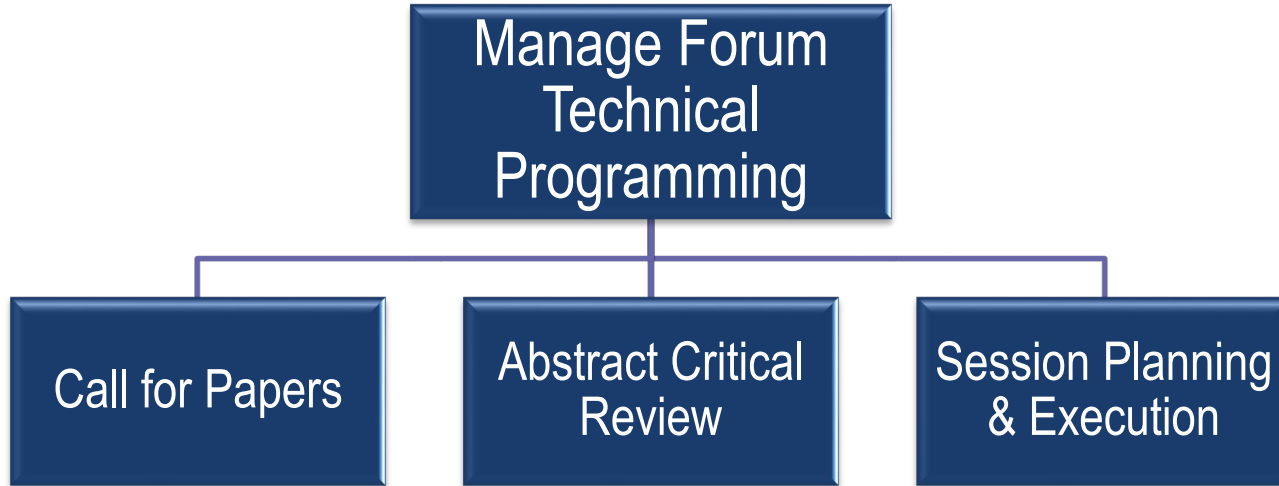 Manage Forum
Technical
Programming
Call for Papers
Abstract Critical
Review
Session Planning
& Execution